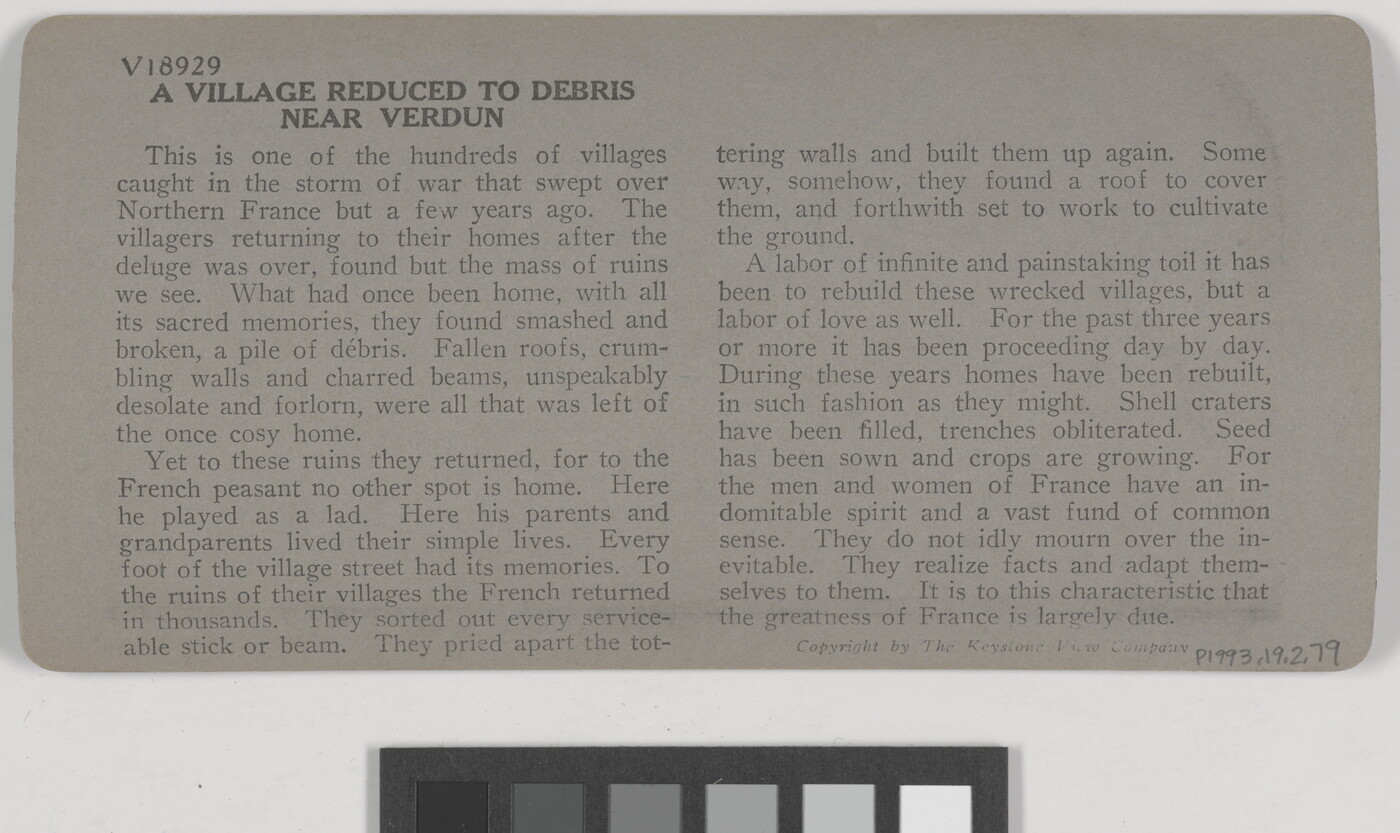 V18929
A VILLAGE REDUCED TO DEBRIS
NEAR VERDUN
This is one of the hundreds of villages
caught in the storm of war that swept over
Northern France but a few years ago. The
villagers returning to their homes after the
deluge was over, found but the mass of ruins
we see. What had once been home, with all
its sacred memories, they found smashed and
broken, a pile of débris. Fallen roofs, crum-
bling walls and charred beams, unspeakably
desolate and forlorn, were all that was left of
the once cosy home.
Yet to these ruins they returned, for to the
French peasant no other spot is home. Here
he played as a lad. Here his parents and
grandparents lived their simple lives. Every
foot of the village street had its memories. To
the ruins of their villages the French returned
in thousands. They sorted out every service-
able stick or beam. They pried apart the tot-
tering walls and built them up again. Some
way, somehow, they found a roof to cover
them, and forthwith set to work to cultivate
the ground.
A labor of infinite and painstaking toil it has
been to rebuild these wrecked villages, but a
labor of love as well. For the past three years
or more it has been proceeding day by day.
During these years homes have been rebuilt,
in such fashion as they might. Shell craters
have been filled, trenches obliterated. Seed
has been sown and crops are growing. For
the men and women of France have an in-
domitable spirit and a vast fund of common
sense. They do not idly mourn over the in-
evitable. They realize facts and adapt them-
selves to them. It is to this characteristic that
the greatness of France is largely due.
Copyright by The Keystone View Company
P1993.19.2.79